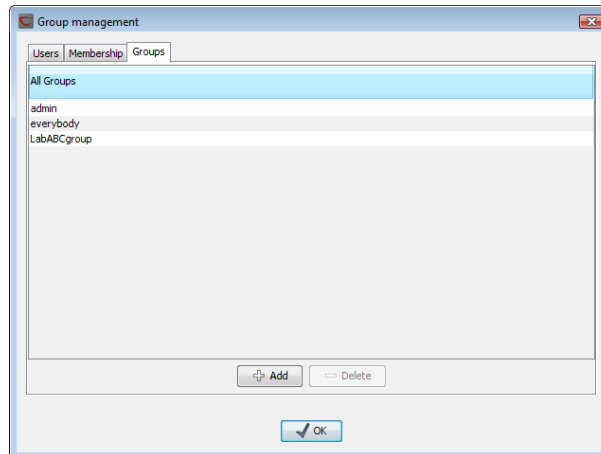 Group management
Users Membership Groups
All Groups
admin
everybody
LabABCgroup
Add Delete
OK